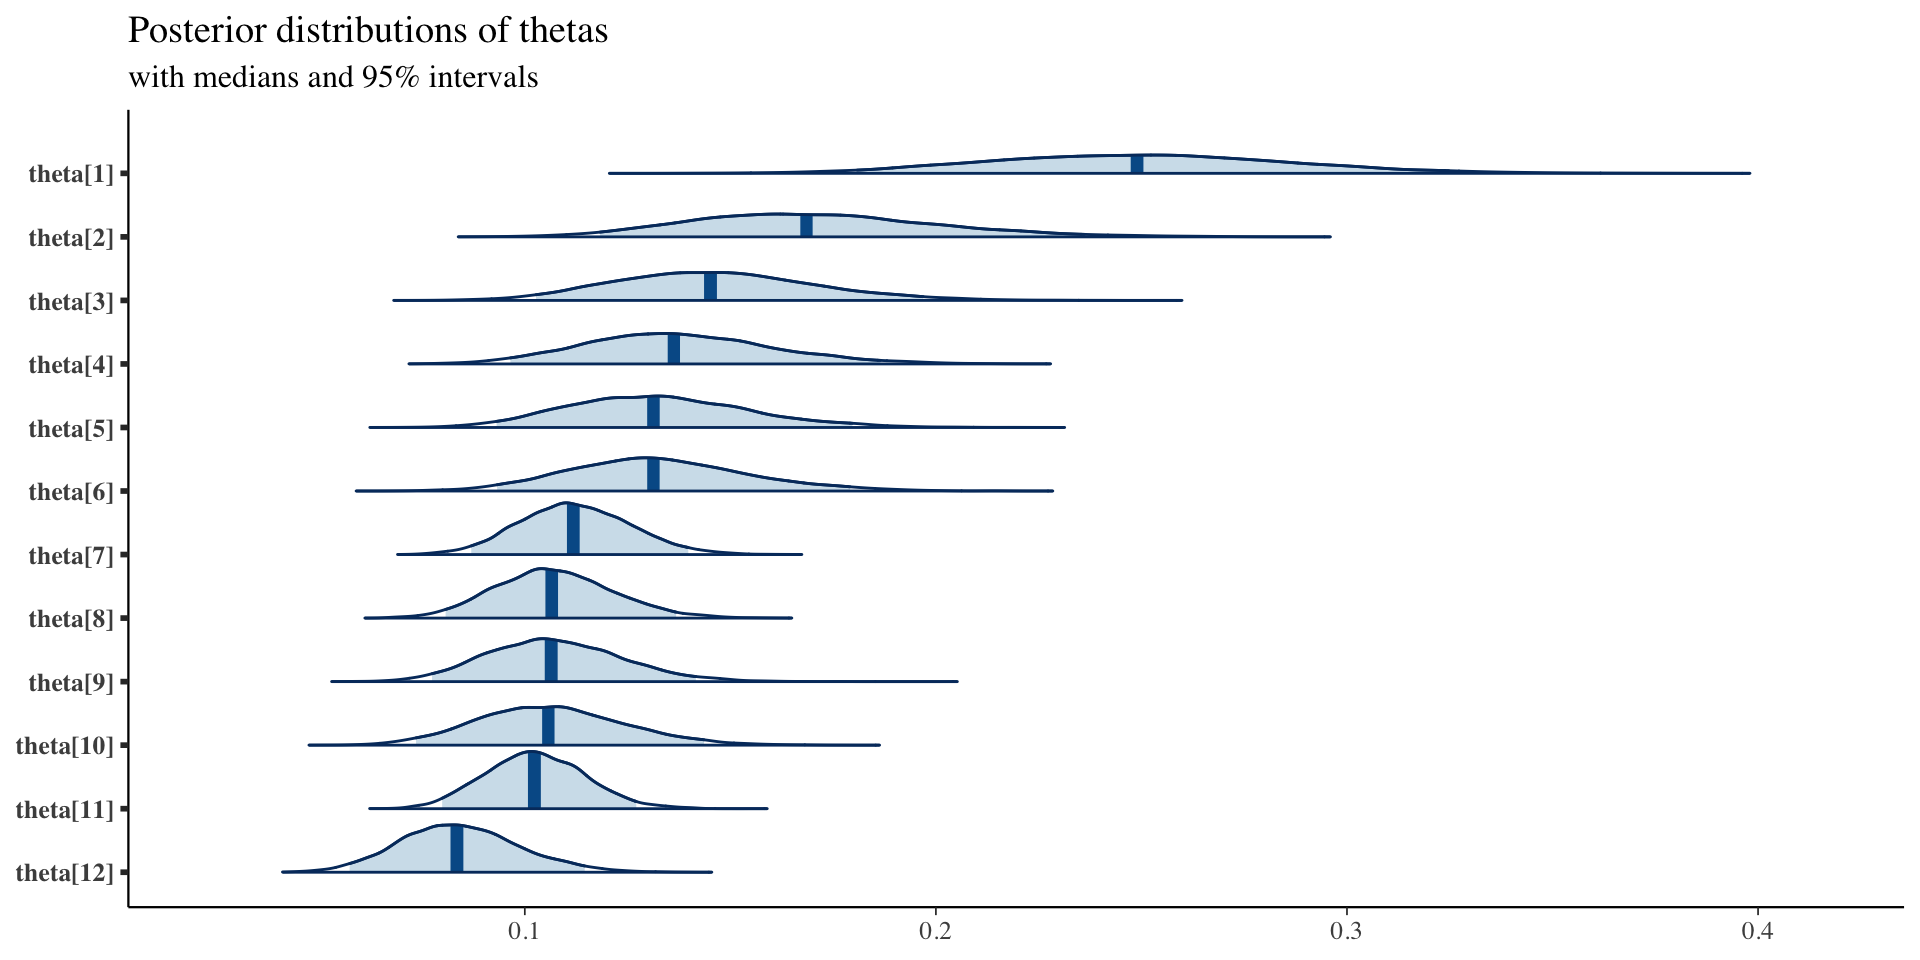 Posterior distributions of thetas
with medians and 95% intervals
theta[1]
theta[2]
theta[3]
theta[4]
theta[5]
theta[6]
theta[7]
theta[8]
theta[9]
theta[10]
theta[11]
theta[12]
0.1 0.2 0.3 0.4